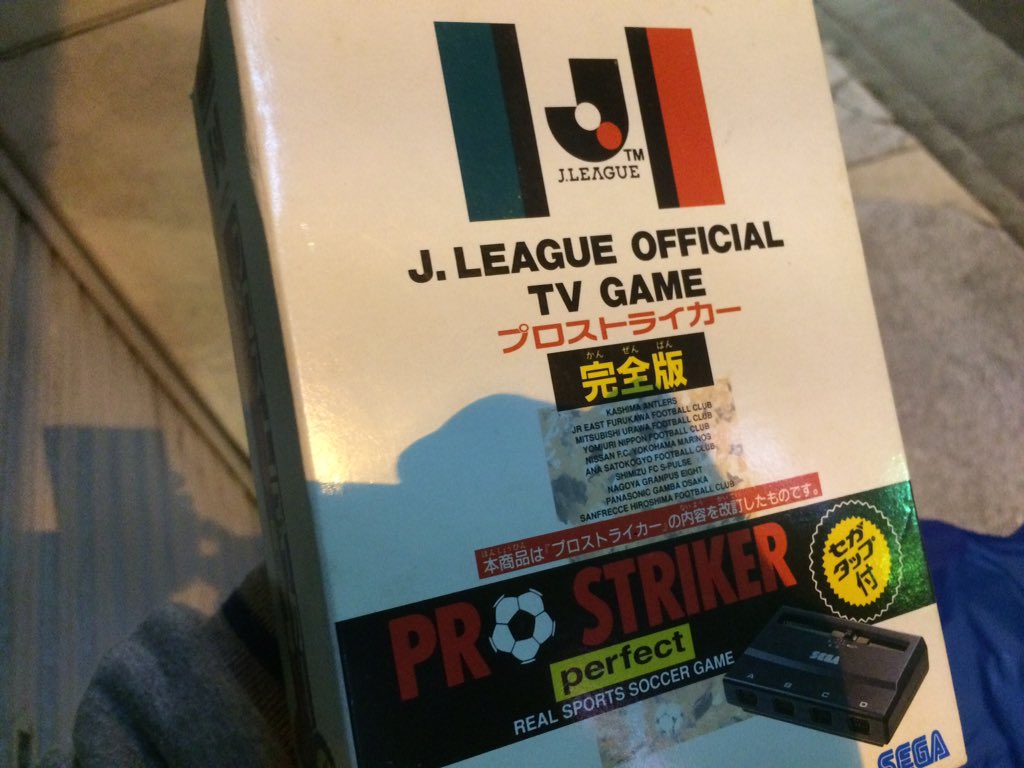 TM
J.LEAGUE
J. LEAGUE OFFICIAL
TV GAME
プロストライカー
かん ぜん ばん
完全版
KASHIMA ANTLERS
JR EAST FURUKAWA FOOTBALL CLUB
MITSUBISHI URAWA FOOTBALL CLUB
YOMIURI NIPPON FOOTBALL CLUB
NISSAN F.C. YOKOHAMA MARINOS
ANA SATOKOGYO FOOTBALL CLUB
SHIMIZU FC S-PULSE
NAGOYA GRANPUS EIGHT
PANASONIC GAMBA OSAKA
SANFRECCE HIROSHIMA FOOTBALL CLUB
本商品は『プロストライカー』の内容を改訂したものです。
セガ
タップ
付
PRO STRIKER
perfect
REAL SPORTS SOCCER GAME
SEGA
A B C D
SEGA